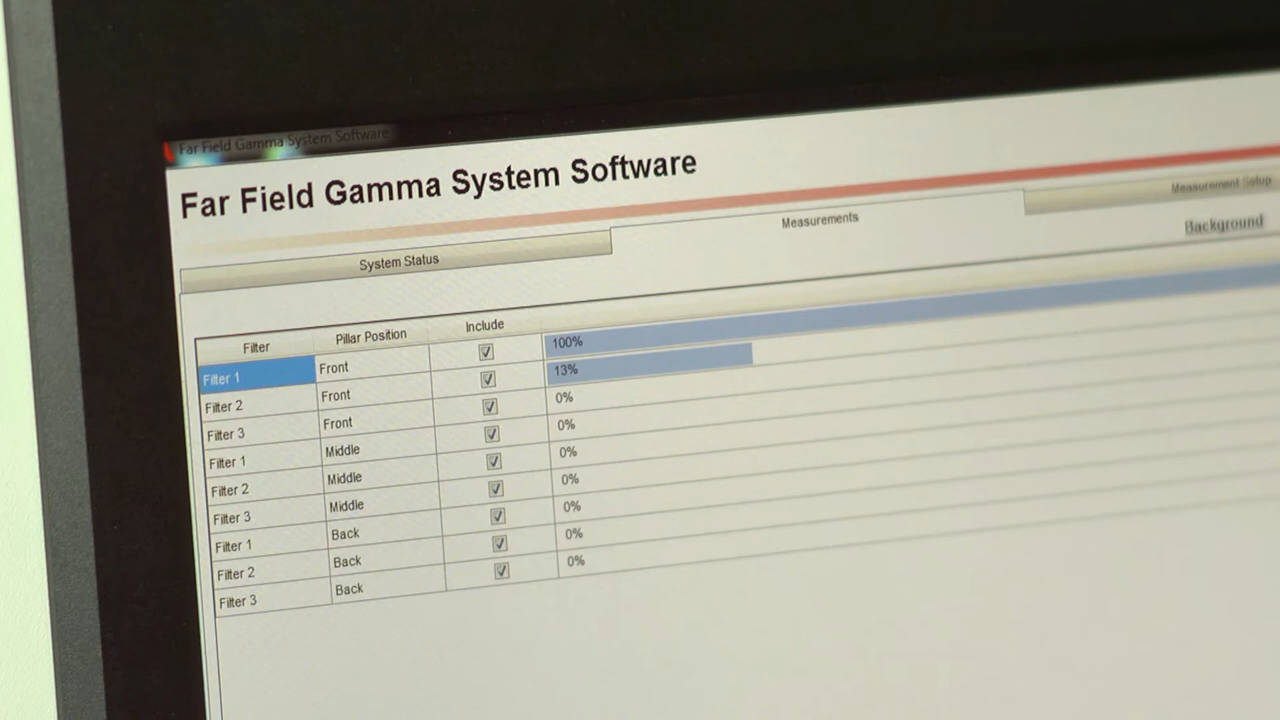 Far Field Gamma System Software
Far Field Gamma System Software
System Status Measurements Measurement Setup
Background
Filter Pillar Position Include
Filter 1 Front 100%
Filter 2 Front 13%
Filter 3 Front 0%
Filter 1 Middle 0%
Filter 2 Middle 0%
Filter 3 Middle 0%
Filter 1 Back 0%
Filter 2 Back 0%
Filter 3 Back 0%